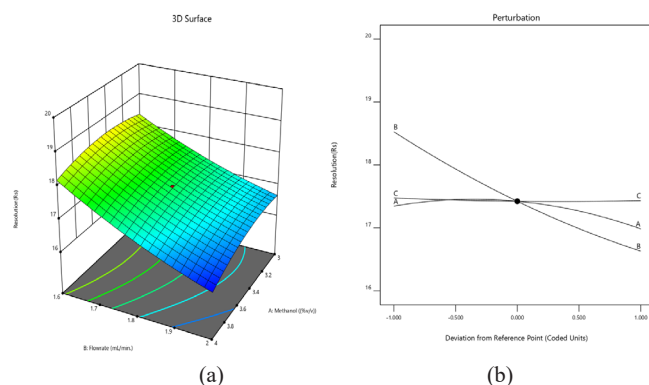 3D Surface
Resolution(Rs)
20
19
18
17
16
1.6
1.7
1.8
1.9
2
3
3.2
3.4
3.6
3.8
4
B: Flowrate (mL/min.)
A: Methanol ((%v/v))
(a)
Perturbation
Resolution(Rs)
20
19
18
17
16
B
C
A
C
A
B
-1.000
-0.500
0.000
0.500
1.000
Deviation from Reference Point (Coded Units)
(b)